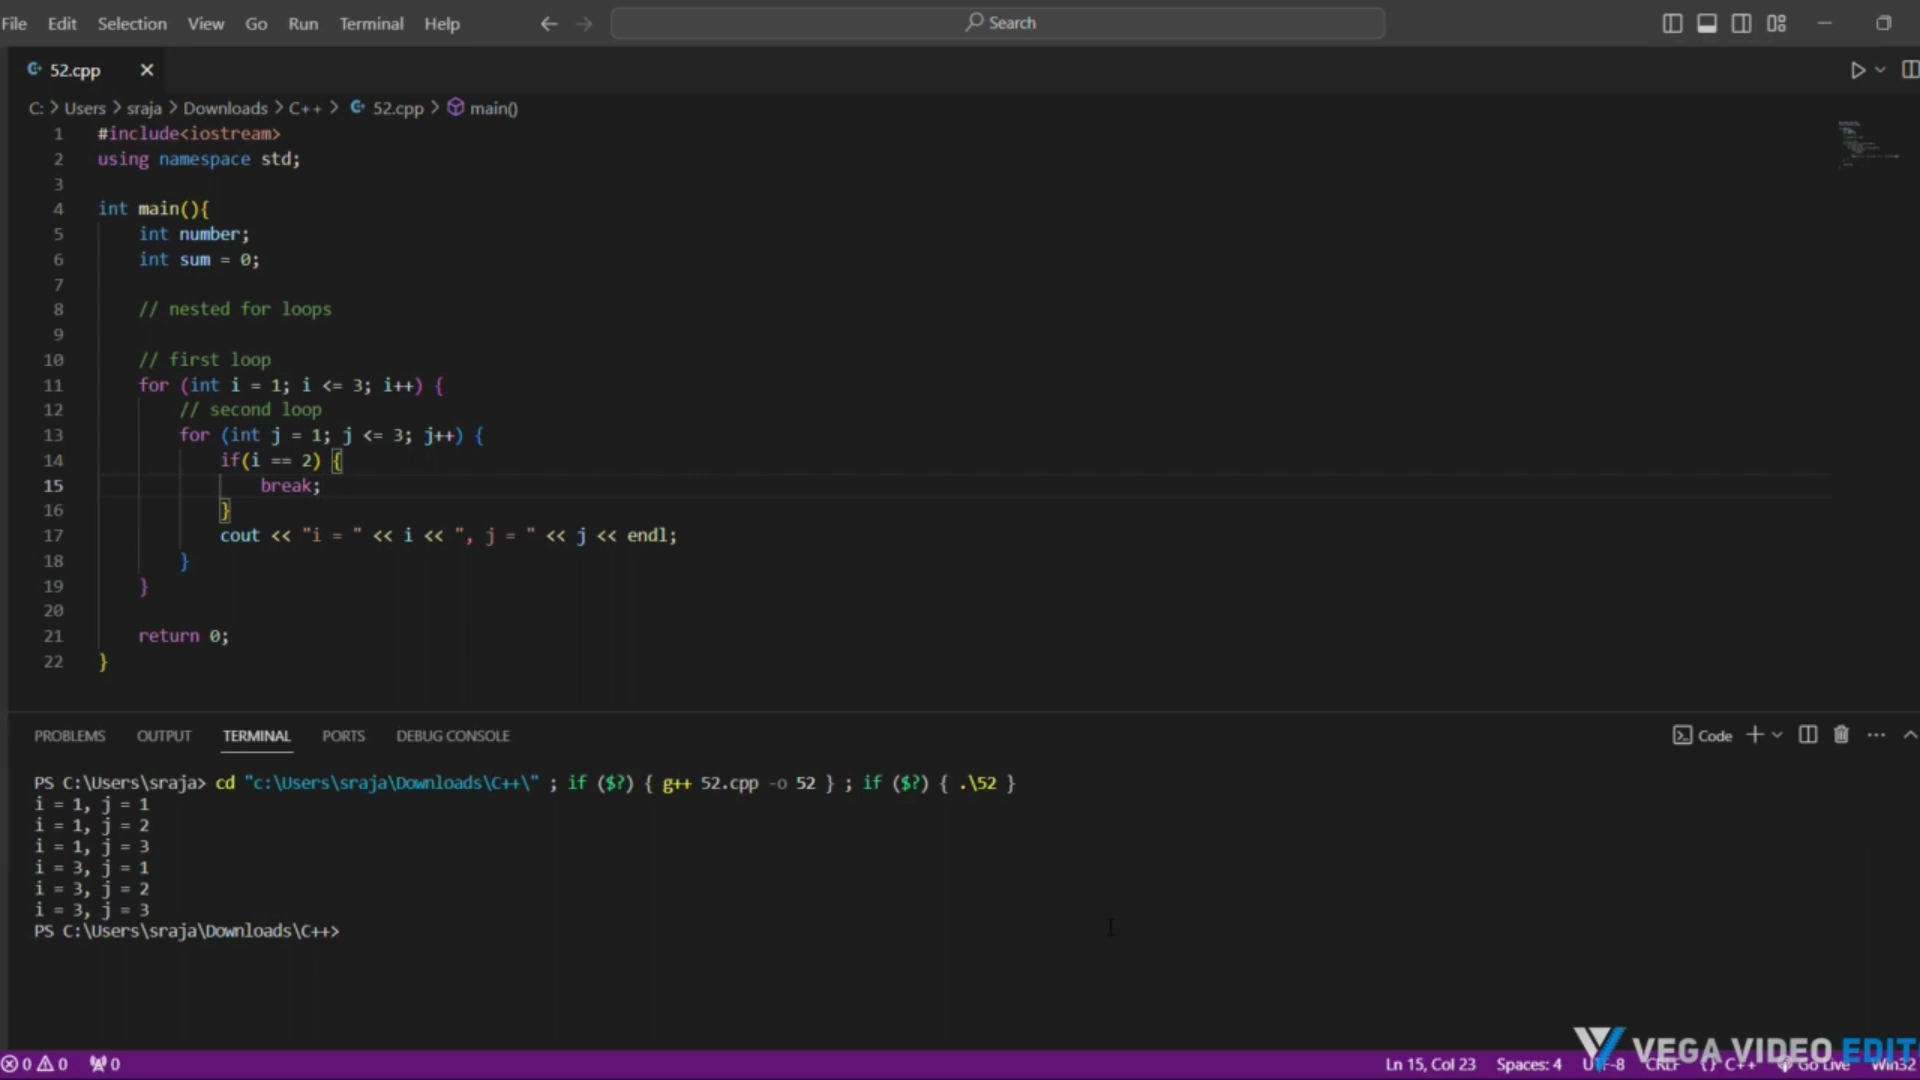 File Edit Selection View Go Run Terminal Help Search
52.cpp
C: > Users > sraja > Downloads > C++ > 52.cpp > main()
1 #include<iostream>
2 using namespace std;
3
4 int main(){
5 int number;
6 int sum = 0;
7
8 // nested for loops
9
10 // first loop
11 for (int i = 1; i <= 3; i++) {
12 // second loop
13 for (int j = 1; j <= 3; j++) {
14 if(i == 2) {
15 break;
16 }
17 cout << "i = " << i << ", j = " << j << endl;
18 }
19 }
20
21 return 0;
22 }
PROBLEMS OUTPUT TERMINAL PORTS DEBUG CONSOLE Code
PS C:\Users\sraja> cd "c:\Users\sraja\Downloads\C++\" ; if ($?) { g++ 52.cpp -o 52 } ; if ($?) { .\52 }
i = 1, j = 1
i = 1, j = 2
i = 1, j = 3
i = 3, j = 1
i = 3, j = 2
i = 3, j = 3
PS C:\Users\sraja\Downloads\C++>
VEGA VIDEO EDIT
0 0 0 Ln 15, Col 23 Spaces: 4 UTF-8 CRLF {} C++ Go Live Win32